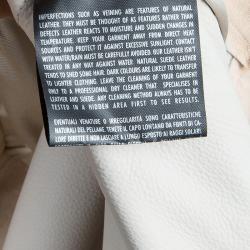 IMPERFECTIONS SUCH AS VEINING ARE FEATURES OF NATURAL
LEATHER. THEY MUST BE THOUGHT OF AS FEATURES RATHER THAN
DEFECTS LEATHER REACTS TO MOISTURE AND SUDDEN CHANGES IN
TEMPERATURE. KEEP YOUR GARMENT AWAY FROM DIRECT HEAT
SOURCES AND PROTECT IT AGAINST EXCESSIVE SUNLIGHT. CONTACT
WITH WATER/RAIN MUST BE CAREFULLY AVOIDED. OUR LEATHER ISN'T
TREATED IN ANY WAY AGAINST WATER. NATURAL SUEDE LEATHER
TENDS TO SHED SOME HAIR. DARK COLOURS ARE LIKELY TO TRANSFER
TO LIGHTER CLOTHING. LEAVE THE CLEANING OF YOUR GARMENT
ONLY TO A PROFESSIONAL DRY CLEANER THAT SPECIALISES IN
LEATHER AND SUEDE. ANY CLEANING METHOD ALWAYS HAS TO BE
TESTED IN A HIDDEN AREA FIRST TO SEE RESULTS.
EVENTUALI VENATURE O IRREGOLARITÀ SONO CARATTERISTICHE
NATURALI DEL PELLAME. TENERE IL CAPO LONTANO DA FONTI DI CA-
LORE DIRETTE E NON LASCIARE A LUNGO ESPOSTO AI RAGGI SOLARI.